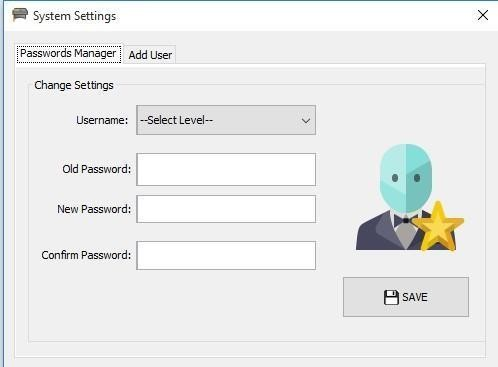 System Settings
Passwords Manager
Add User
Change Settings
Username:
--Select Level--
Old Password:
New Password:
Confirm Password:
SAVE